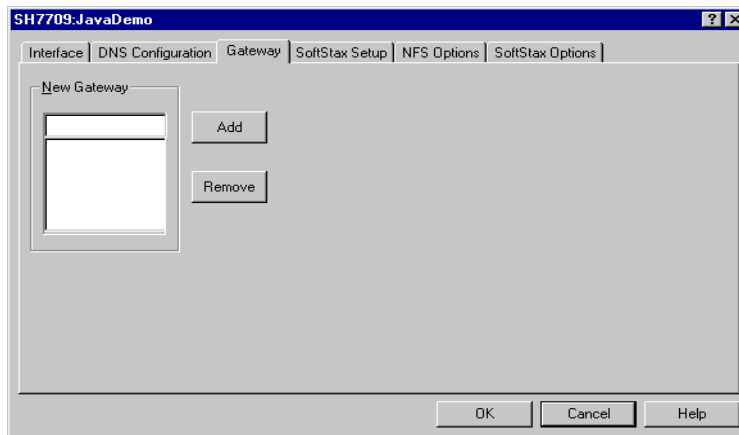 SH7709:JavaDemo
Interface DNS Configuration Gateway SoftStax Setup NFS Options SoftStax Options
New Gateway
Add
Remove
OK Cancel Help